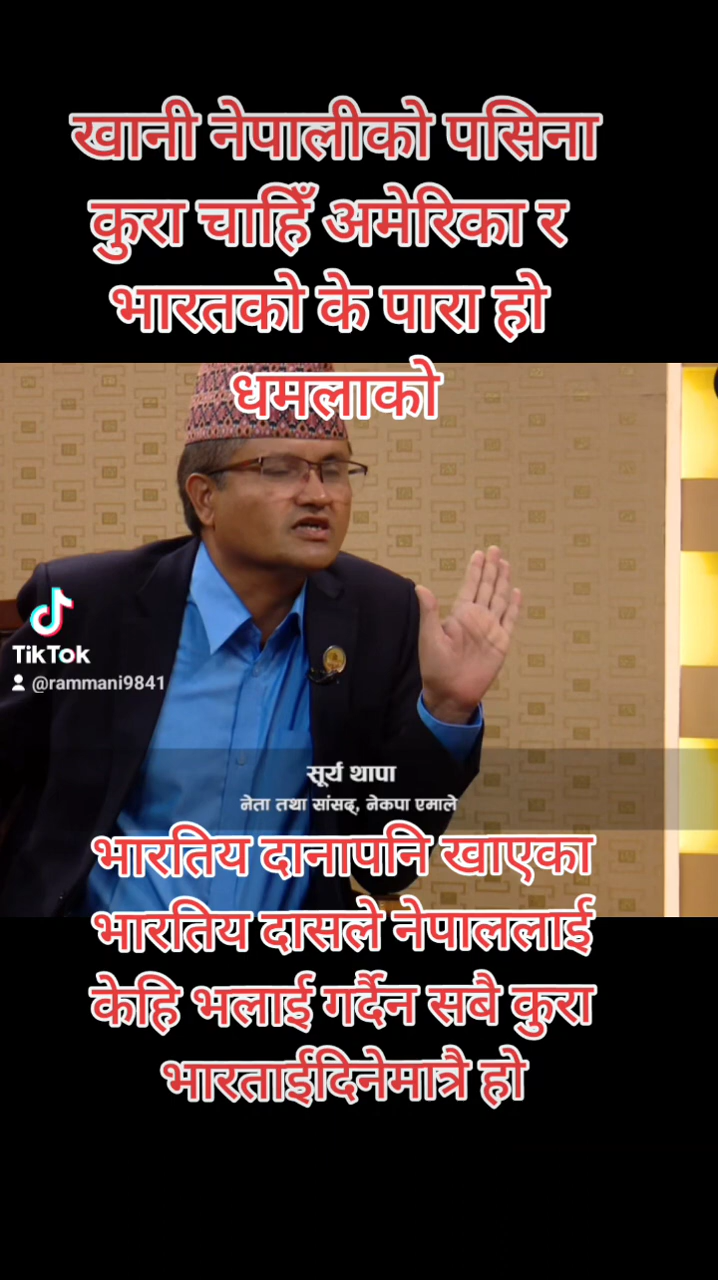 खानी नेपालीको पसिना
कुरा चाहिँ अमेरिका र
भारतको के पारा हो
धमलाको
TikTok
@rammani9841
सूर्य थापा
नेता तथा सांसद्, नेकपा एमाले
भारतिय दानापनि खाएका
भारतिय दासले नेपाललाई
केहि भलाई गर्दैन सबै कुरा
भारताईदिनेमात्रै हो